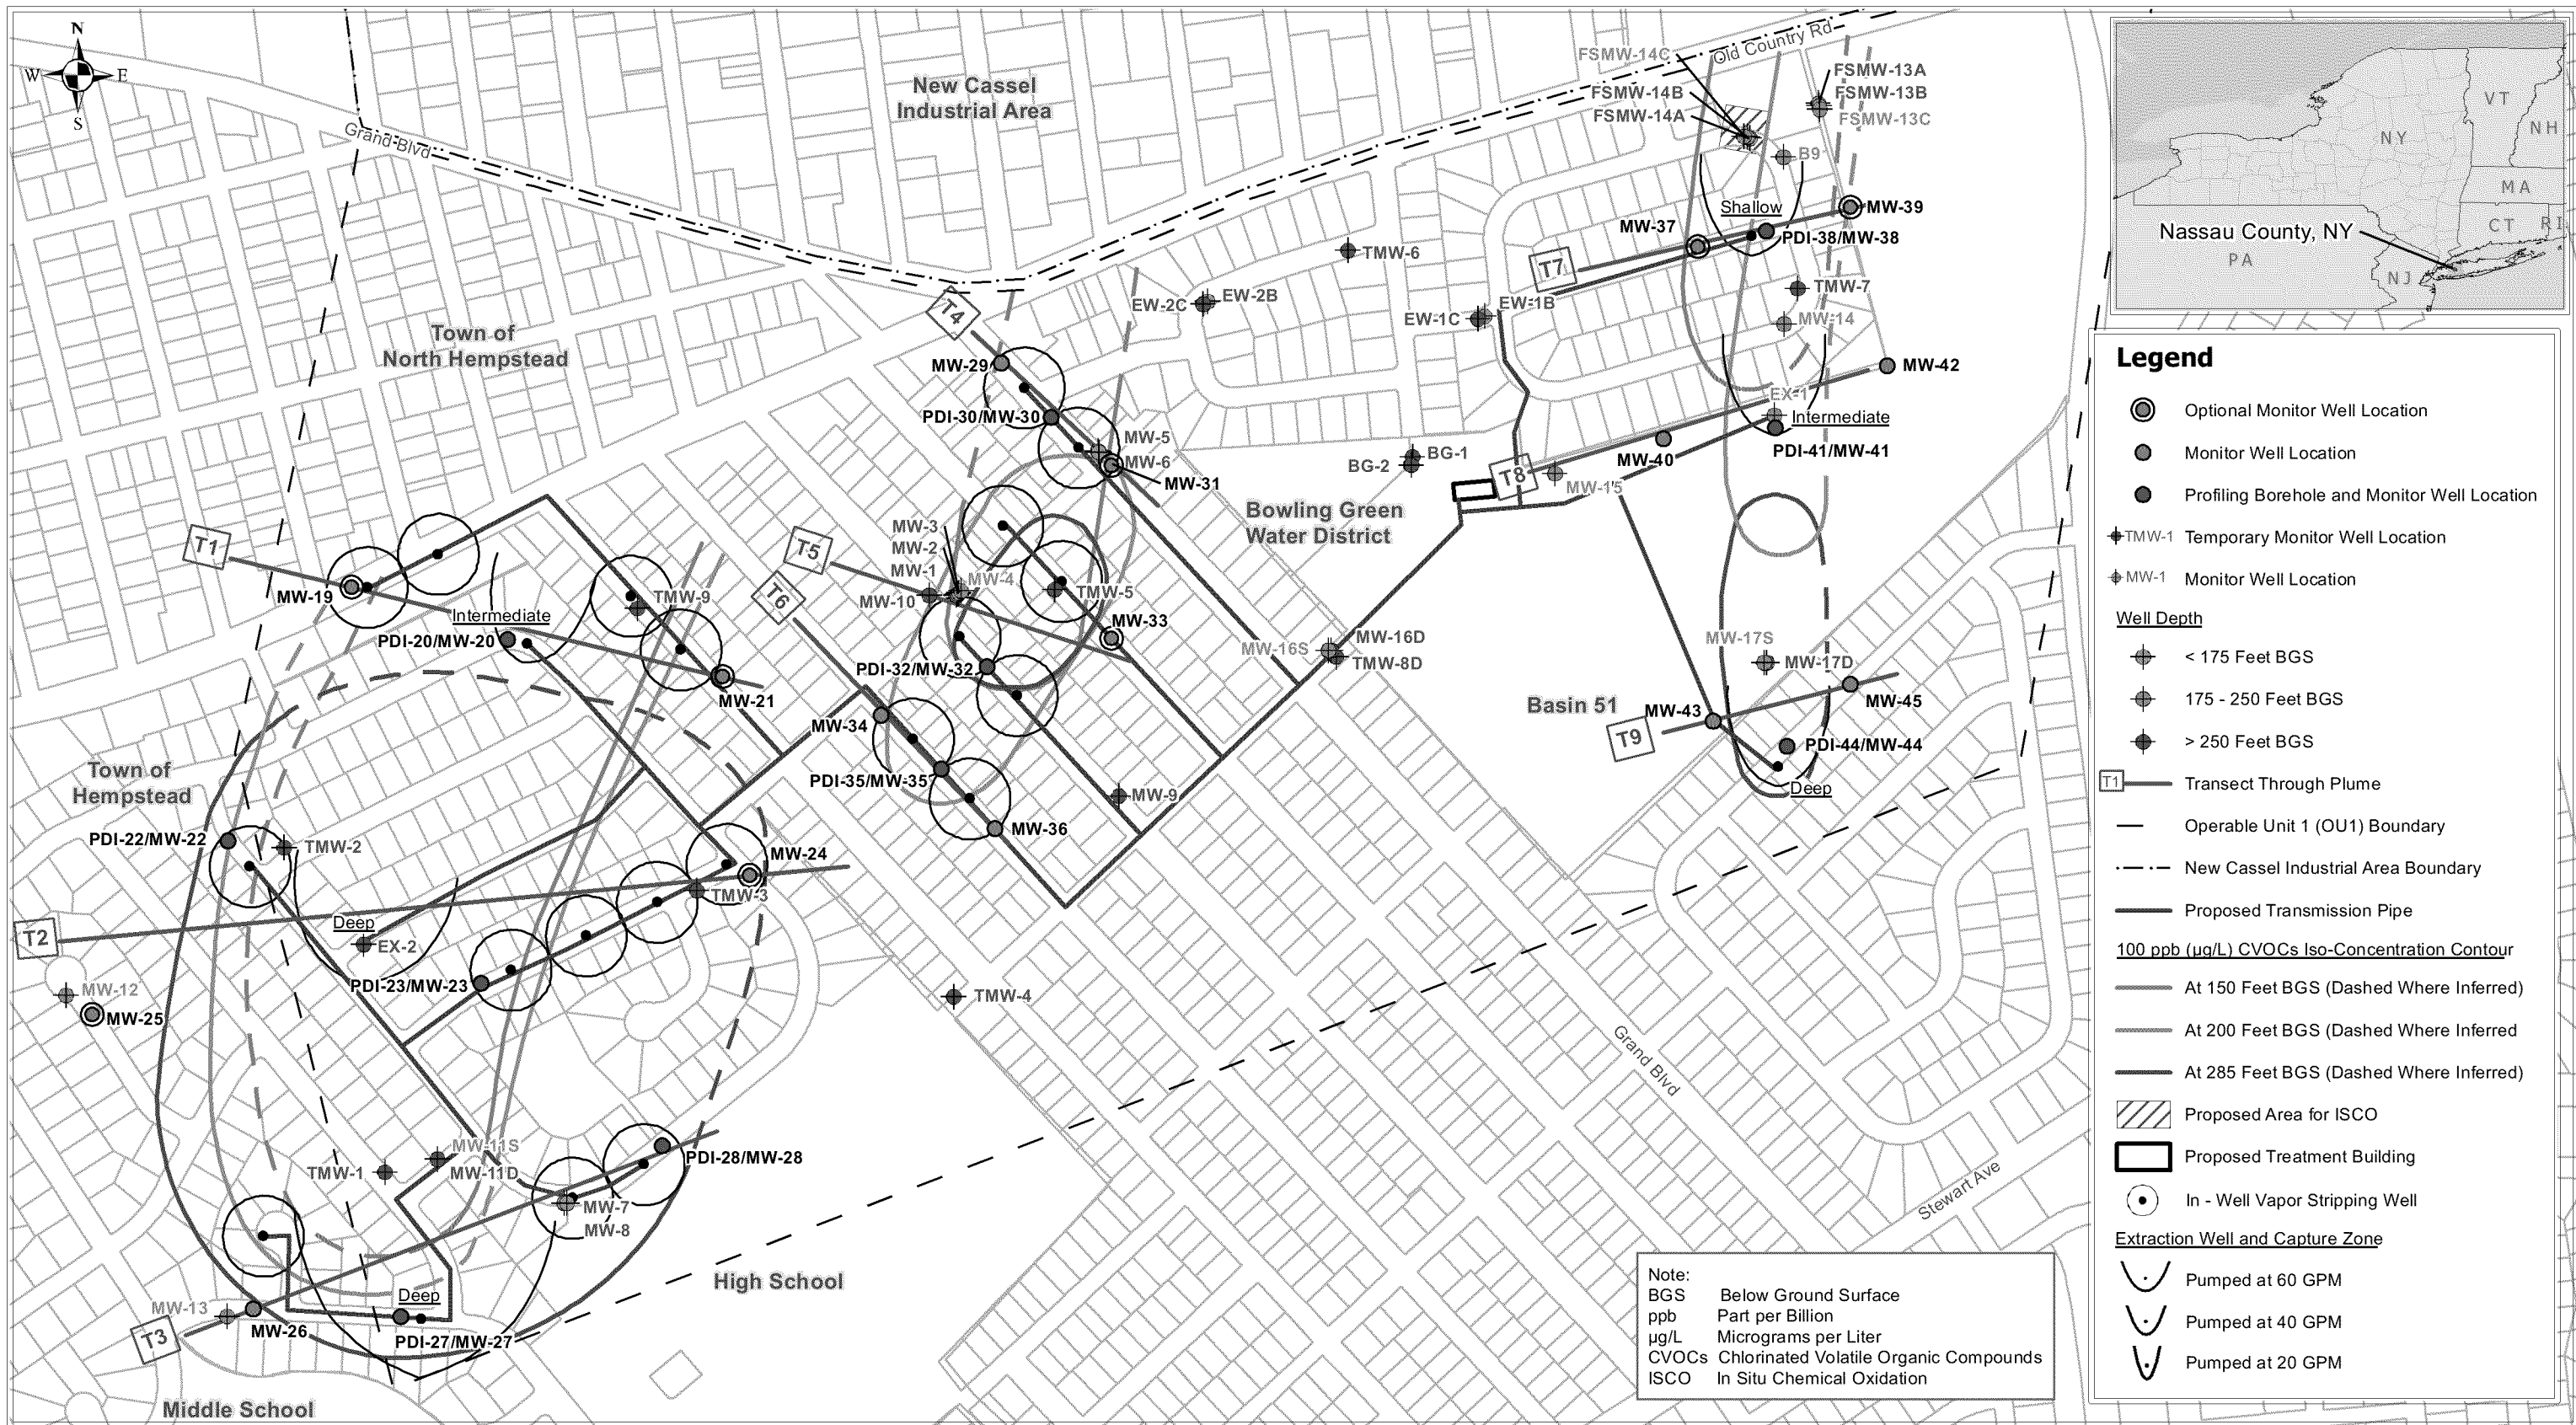 N
W
E
S
Grand Blvd
New Cassel
Industrial Area
Old Country Rd
FSMW-14C
FSMW-14B
FSMW-14A
FSMW-13A
FSMW-13B
FSMW-13C
B9
Shallow
MW-39
MW-37
PDI-38/MW-38
T7
TMW-6
TMW-7
MW-14
EW-2C
EW-2B
EW-1C
EW-1B
T4
Town of
North Hempstead
MW-29
MW-42
EX-1
Intermediate
PDI-30/MW-30
MW-5
MW-6
MW-31
BG-1
BG-2
MW-40
PDI-41/MW-41
T8
MW-15
Bowling Green
Water District
T1
MW-19
T5
MW-3
MW-2
MW-1
MW-4
MW-10
TMW-5
TMW-9
T6
Intermediate
PDI-20/MW-20
MW-33
MW-16D
MW-16S
TMW-8D
MW-17S
MW-17D
PDI-32/MW-32
MW-21
MW-34
Basin 51
MW-43
MW-45
T9
PDI-44/MW-44
Deep
Town of
Hempstead
PDI-35/MW-35
MW-9
PDI-22/MW-22
TMW-2
MW-36
MW-24
TMW-3
T2
Deep
EX-2
PDI-23/MW-23
MW-12
MW-25
TMW-4
Grand Blvd
MW-11S
MW-11D
TMW-1
PDI-28/MW-28
MW-7
MW-8
Stewart Ave
High School
Deep
MW-13
MW-26
T3
PDI-27/MW-27
Middle School
Note:
BGS Below Ground Surface
ppb Part per Billion
µg/L Micrograms per Liter
CVOCs Chlorinated Volatile Organic Compounds
ISCO In Situ Chemical Oxidation
VT
NH
NY
MA
CT
RI
Nassau County, NY
PA
NJ
Legend
Optional Monitor Well Location
Monitor Well Location
Profiling Borehole and Monitor Well Location
TMW-1 Temporary Monitor Well Location
MW-1 Monitor Well Location
Well Depth
< 175 Feet BGS
175 - 250 Feet BGS
> 250 Feet BGS
T1 Transect Through Plume
Operable Unit 1 (OU1) Boundary
New Cassel Industrial Area Boundary
Proposed Transmission Pipe
100 ppb (µg/L) CVOCs Iso-Concentration Contour
At 150 Feet BGS (Dashed Where Inferred)
At 200 Feet BGS (Dashed Where Inferred
At 285 Feet BGS (Dashed Where Inferred)
Proposed Area for ISCO
Proposed Treatment Building
In - Well Vapor Stripping Well
Extraction Well and Capture Zone
Pumped at 60 GPM
Pumped at 40 GPM
Pumped at 20 GPM